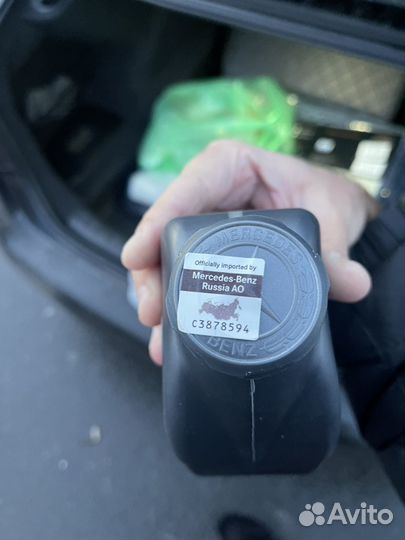 MERCEDES
Officially imported by
Mercedes-Benz
Russia AO
C3878594
BENZ
Avito